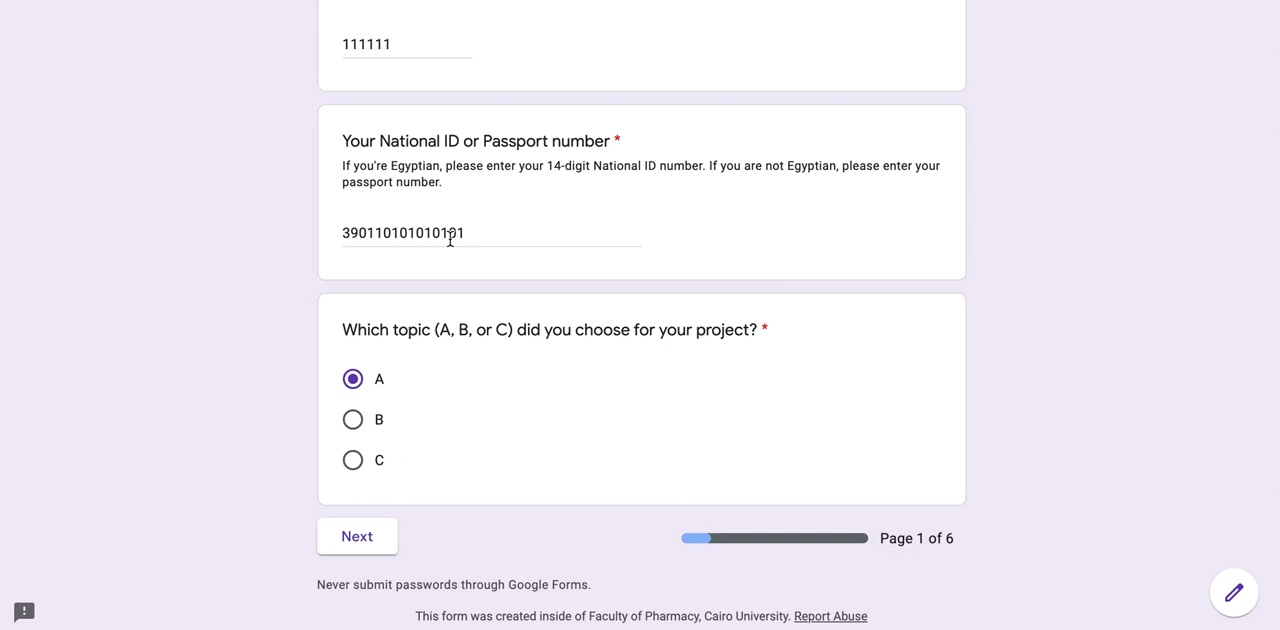 111111
Your National ID or Passport number *
If you're Egyptian, please enter your 14-digit National ID number. If you are not Egyptian, please enter your
passport number.
390110101010101
Which topic (A, B, or C) did you choose for your project? *
A
B
C
Next
Page 1 of 6
Never submit passwords through Google Forms.
This form was created inside of Faculty of Pharmacy, Cairo University. Report Abuse